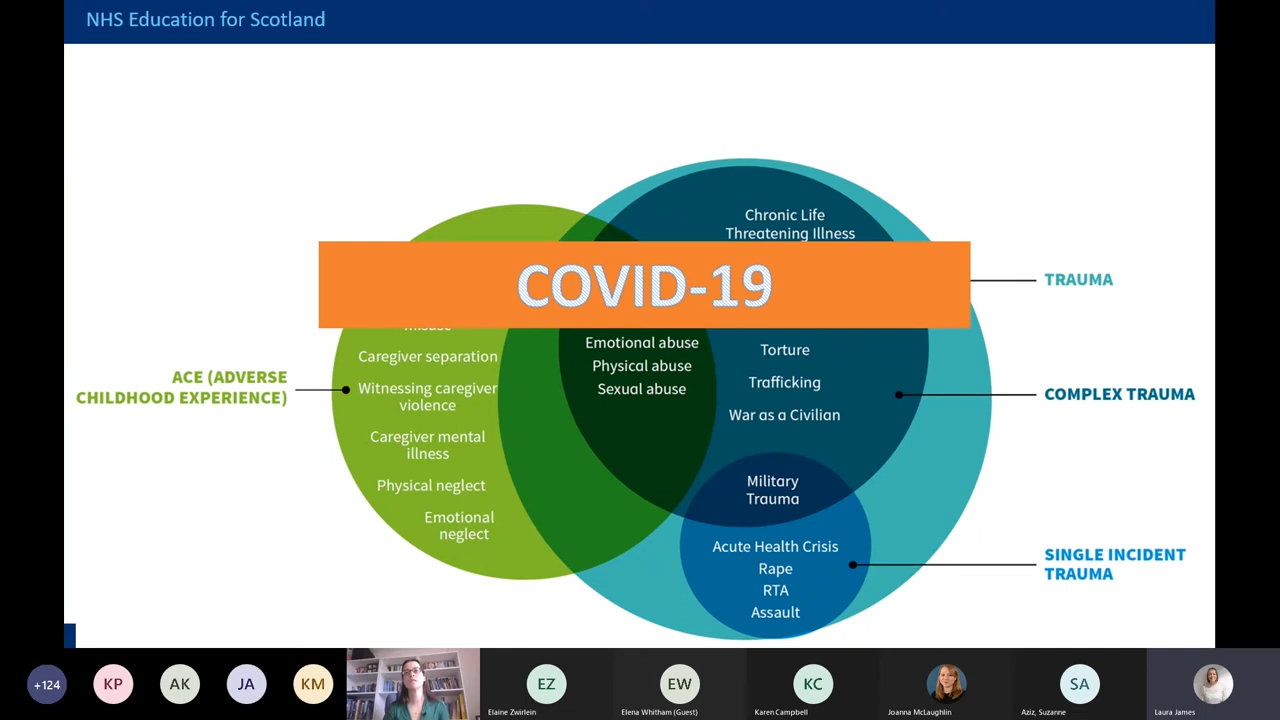 NHS Education for Scotland
Chronic Life
Threatening Illness
COVID-19
TRAUMA
Emotional abuse
Physical abuse
Sexual abuse
Caregiver separation
Witnessing caregiver
violence
Caregiver mental
illness
Physical neglect
Emotional
neglect
ACE (ADVERSE
CHILDHOOD EXPERIENCE)
Torture
Trafficking
War as a Civilian
COMPLEX TRAUMA
Military
Trauma
Acute Health Crisis
Rape
RTA
Assault
SINGLE INCIDENT
TRAUMA
+124
KP
AK
JA
KM
EZ
Elaine Zwirlein
EW
Elena Whitham (Guest)
KC
Karen Campbell
Joanna McLaughlin
SA
Aziz, Suzanne
Laura James